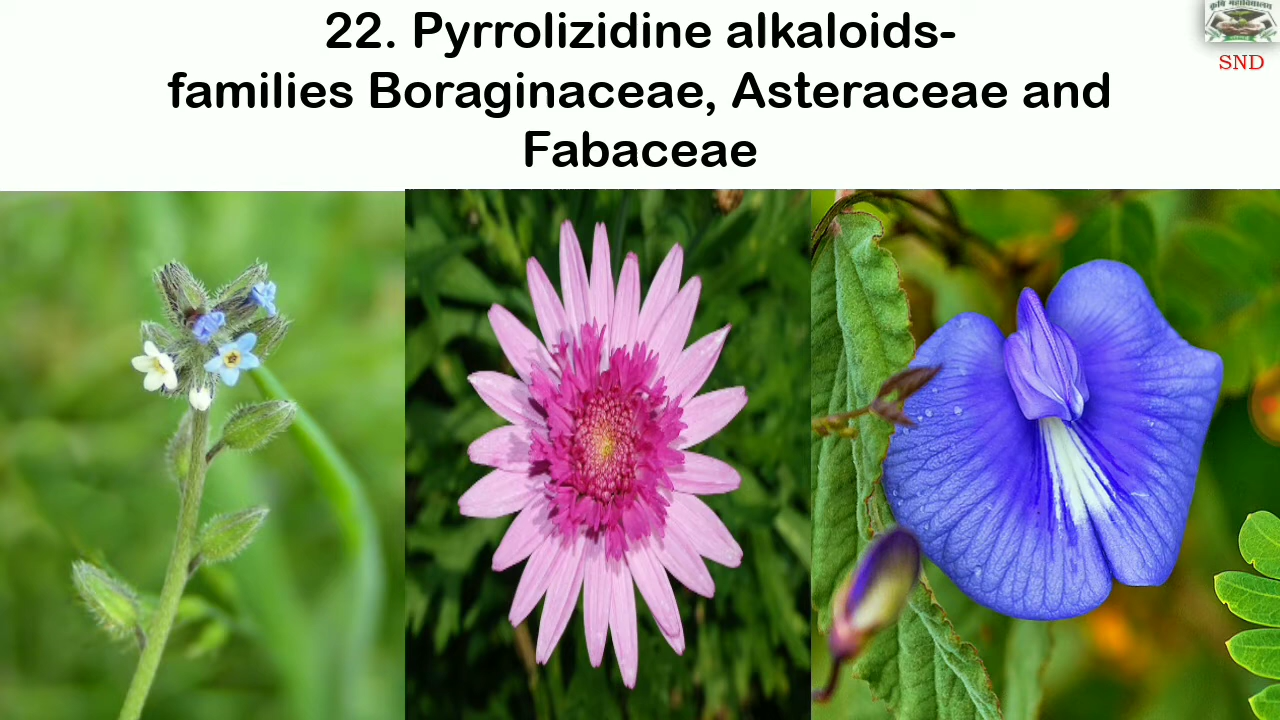 22. Pyrrolizidine alkaloids-
families Boraginaceae, Asteraceae and
Fabaceae
SND